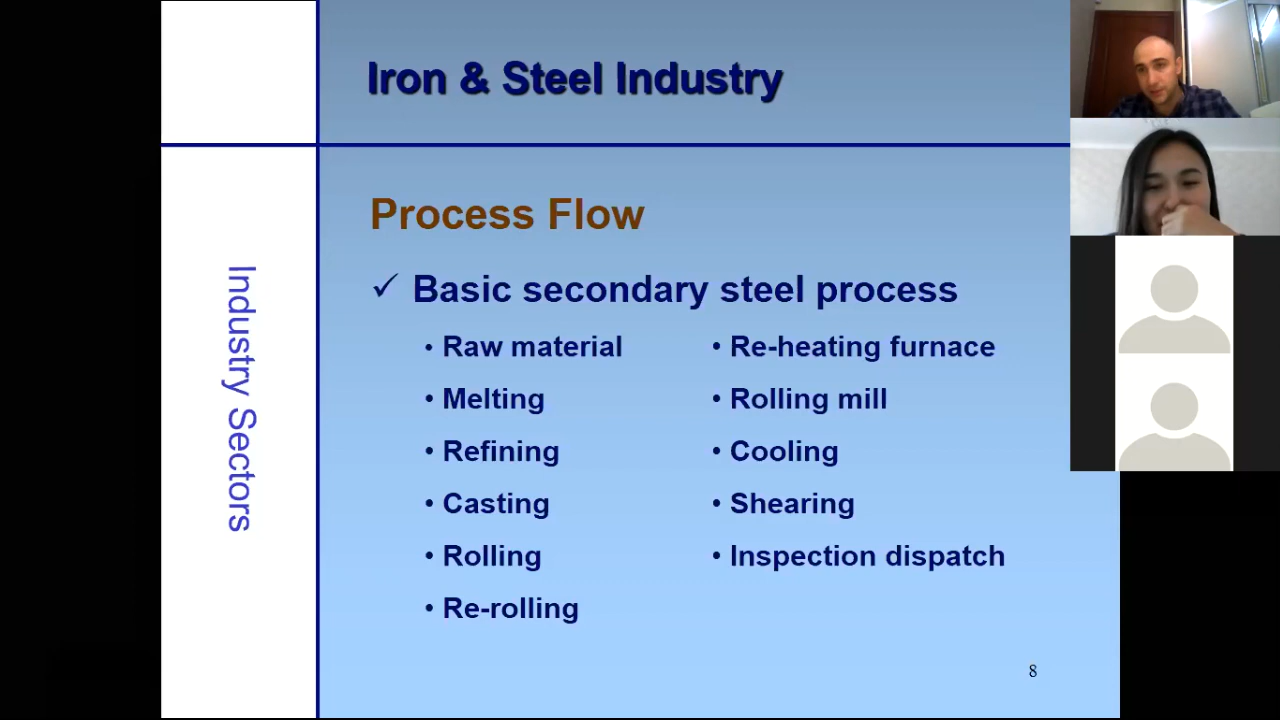 Iron & Steel Industry
Industry Sectors
Process Flow
✓ Basic secondary steel process
• Raw material
• Melting
• Refining
• Casting
• Rolling
• Re-rolling
• Re-heating furnace
• Rolling mill
• Cooling
• Shearing
• Inspection dispatch
8